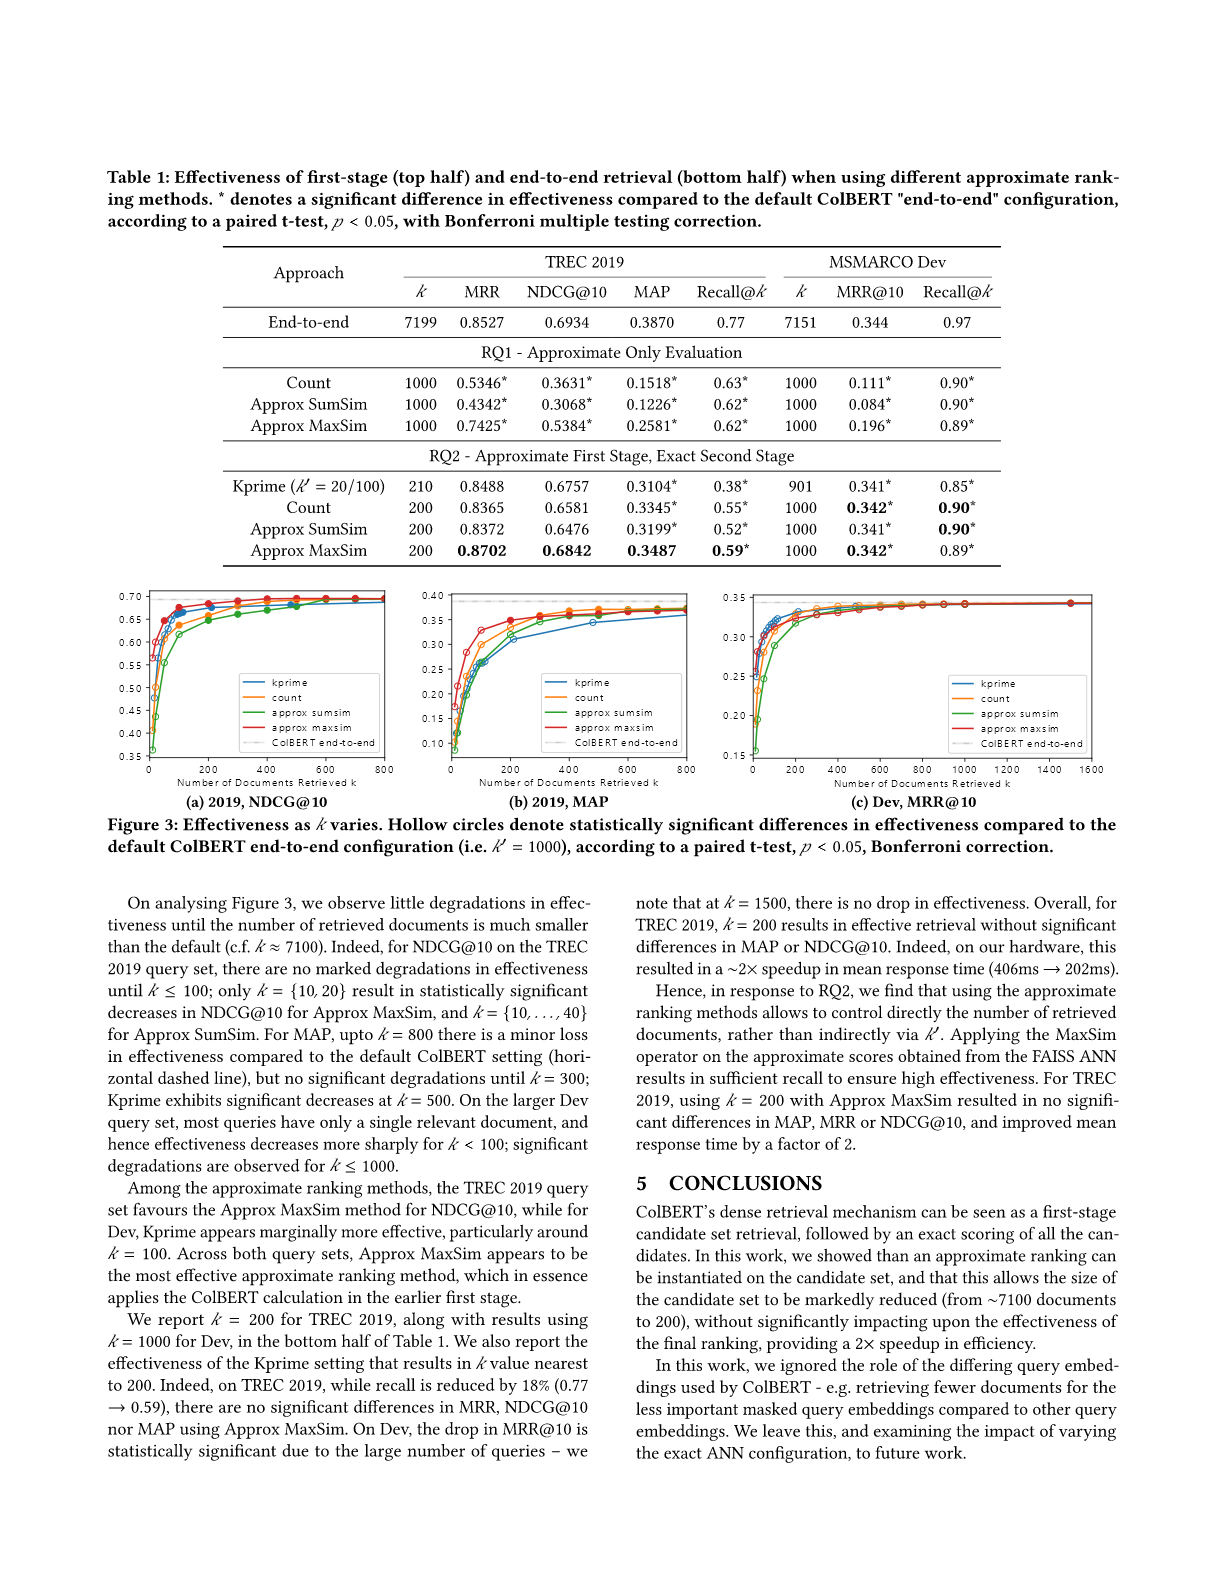 Table 1: Effectiveness of first-stage (top half) and end-to-end retrieval (bottom half) when using different approximate rank-
ing methods. * denotes a significant difference in effectiveness compared to the default ColBERT "end-to-end" configuration,
according to a paired t-test, p < 0.05, with Bonferroni multiple testing correction.
Approach TREC 2019 MSMARCO Dev
k MRR NDCG@10 MAP Recall@k k MRR@10 Recall@k
End-to-end 7199 0.8527 0.6934 0.3870 0.77 7151 0.344 0.97
RQ1 - Approximate Only Evaluation
Count 1000 0.5346* 0.3631* 0.1518* 0.63* 1000 0.111* 0.90*
Approx SumSim 1000 0.4342* 0.3068* 0.1226* 0.62* 1000 0.084* 0.90*
Approx MaxSim 1000 0.7425* 0.5384* 0.2581* 0.62* 1000 0.196* 0.89*
RQ2 - Approximate First Stage, Exact Second Stage
Kprime (k′ = 20/100) 210 0.8488 0.6757 0.3104* 0.38* 901 0.341* 0.85*
Count 200 0.8365 0.6581 0.3345* 0.55* 1000 0.342* 0.90*
Approx SumSim 200 0.8372 0.6476 0.3199* 0.52* 1000 0.341* 0.90*
Approx MaxSim 200 0.8702 0.6842 0.3487 0.59* 1000 0.342* 0.89*
0.70
0.65
0.60
0.55
0.50
0.45
0.40
0.35
kprime
count
approx sumsim
approx maxsim
ColBERT end-to-end
0 200 400 600 800
Number of Documents Retrieved k
(a) 2019, NDCG@10
0.40
0.35
0.30
0.25
0.20
0.15
0.10
kprime
count
approx sumsim
approx maxsim
ColBERT end-to-end
0 200 400 600 800
Number of Documents Retrieved k
(b) 2019, MAP
0.35
0.30
0.25
0.20
0.15
kprime
count
approx sumsim
approx maxsim
ColBERT end-to-end
0 200 400 600 800 1000 1200 1400 1600
Number of Documents Retrieved k
(c) Dev, MRR@10
Figure 3: Effectiveness as k varies. Hollow circles denote statistically significant differences in effectiveness compared to the
default ColBERT end-to-end configuration (i.e. k′ = 1000), according to a paired t-test, p < 0.05, Bonferroni correction.
On analysing Figure 3, we observe little degradations in effec-
tiveness until the number of retrieved documents is much smaller
than the default (c.f. k ≈ 7100). Indeed, for NDCG@10 on the TREC
2019 query set, there are no marked degradations in effectiveness
until k ≤ 100; only k = {10, 20} result in statistically significant
decreases in NDCG@10 for Approx MaxSim, and k = {10, . . . , 40}
for Approx SumSim. For MAP, upto k = 800 there is a minor loss
in effectiveness compared to the default ColBERT setting (hori-
zontal dashed line), but no significant degradations until k = 300;
Kprime exhibits significant decreases at k = 500. On the larger Dev
query set, most queries have only a single relevant document, and
hence effectiveness decreases more sharply for k < 100; significant
degradations are observed for k ≤ 1000.
Among the approximate ranking methods, the TREC 2019 query
set favours the Approx MaxSim method for NDCG@10, while for
Dev, Kprime appears marginally more effective, particularly around
k = 100. Across both query sets, Approx MaxSim appears to be
the most effective approximate ranking method, which in essence
applies the ColBERT calculation in the earlier first stage.
We report k = 200 for TREC 2019, along with results using
k = 1000 for Dev, in the bottom half of Table 1. We also report the
effectiveness of the Kprime setting that results in k value nearest
to 200. Indeed, on TREC 2019, while recall is reduced by 18% (0.77
→ 0.59), there are no significant differences in MRR, NDCG@10
nor MAP using Approx MaxSim. On Dev, the drop in MRR@10 is
statistically significant due to the large number of queries – we
note that at k = 1500, there is no drop in effectiveness. Overall, for
TREC 2019, k = 200 results in effective retrieval without significant
differences in MAP or NDCG@10. Indeed, on our hardware, this
resulted in a ~2× speedup in mean response time (406ms → 202ms).
Hence, in response to RQ2, we find that using the approximate
ranking methods allows to control directly the number of retrieved
documents, rather than indirectly via k′. Applying the MaxSim
operator on the approximate scores obtained from the FAISS ANN
results in sufficient recall to ensure high effectiveness. For TREC
2019, using k = 200 with Approx MaxSim resulted in no signifi-
cant differences in MAP, MRR or NDCG@10, and improved mean
response time by a factor of 2.
5 CONCLUSIONS
ColBERT's dense retrieval mechanism can be seen as a first-stage
candidate set retrieval, followed by an exact scoring of all the can-
didates. In this work, we showed than an approximate ranking can
be instantiated on the candidate set, and that this allows the size of
the candidate set to be markedly reduced (from ~7100 documents
to 200), without significantly impacting upon the effectiveness of
the final ranking, providing a 2× speedup in efficiency.
In this work, we ignored the role of the differing query embed-
dings used by ColBERT - e.g. retrieving fewer documents for the
less important masked query embeddings compared to other query
embeddings. We leave this, and examining the impact of varying
the exact ANN configuration, to future work.